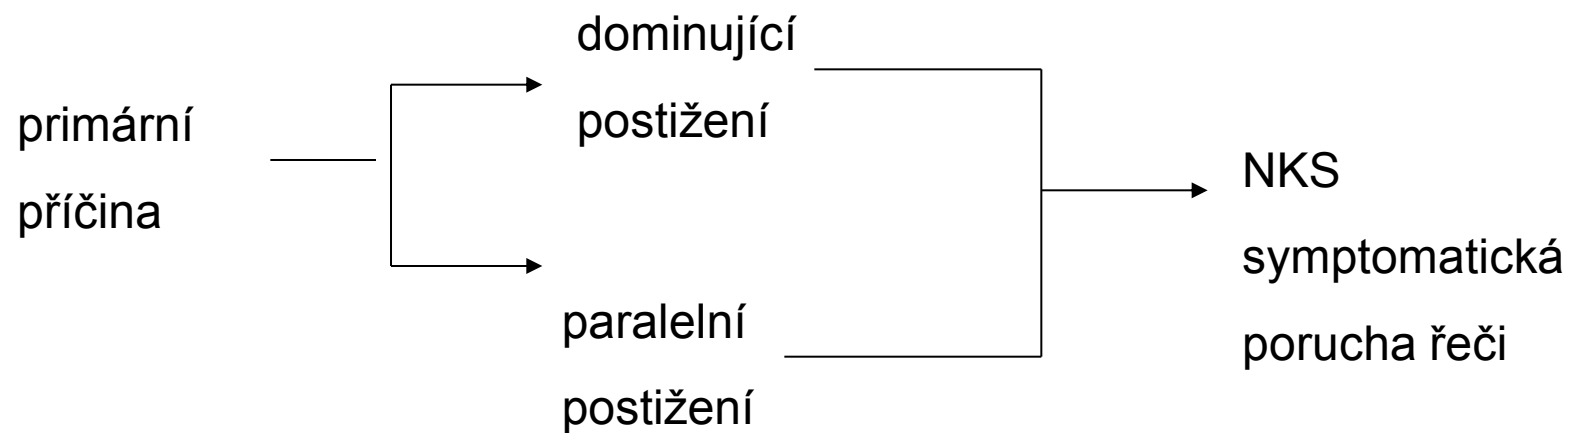 primární
příčina
dominující
postižení
paralelní
postižení
NKS
symptomatická
porucha řeči